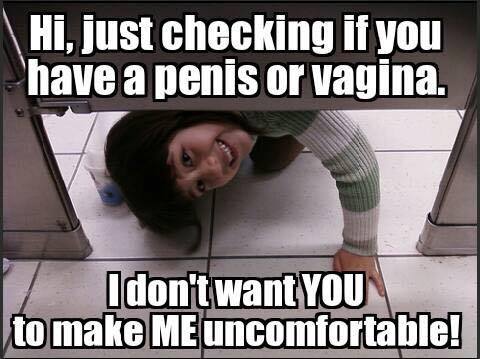 Hi, just checking if you
have a penis or vagina.
I don't want YOU
to make ME uncomfortable!